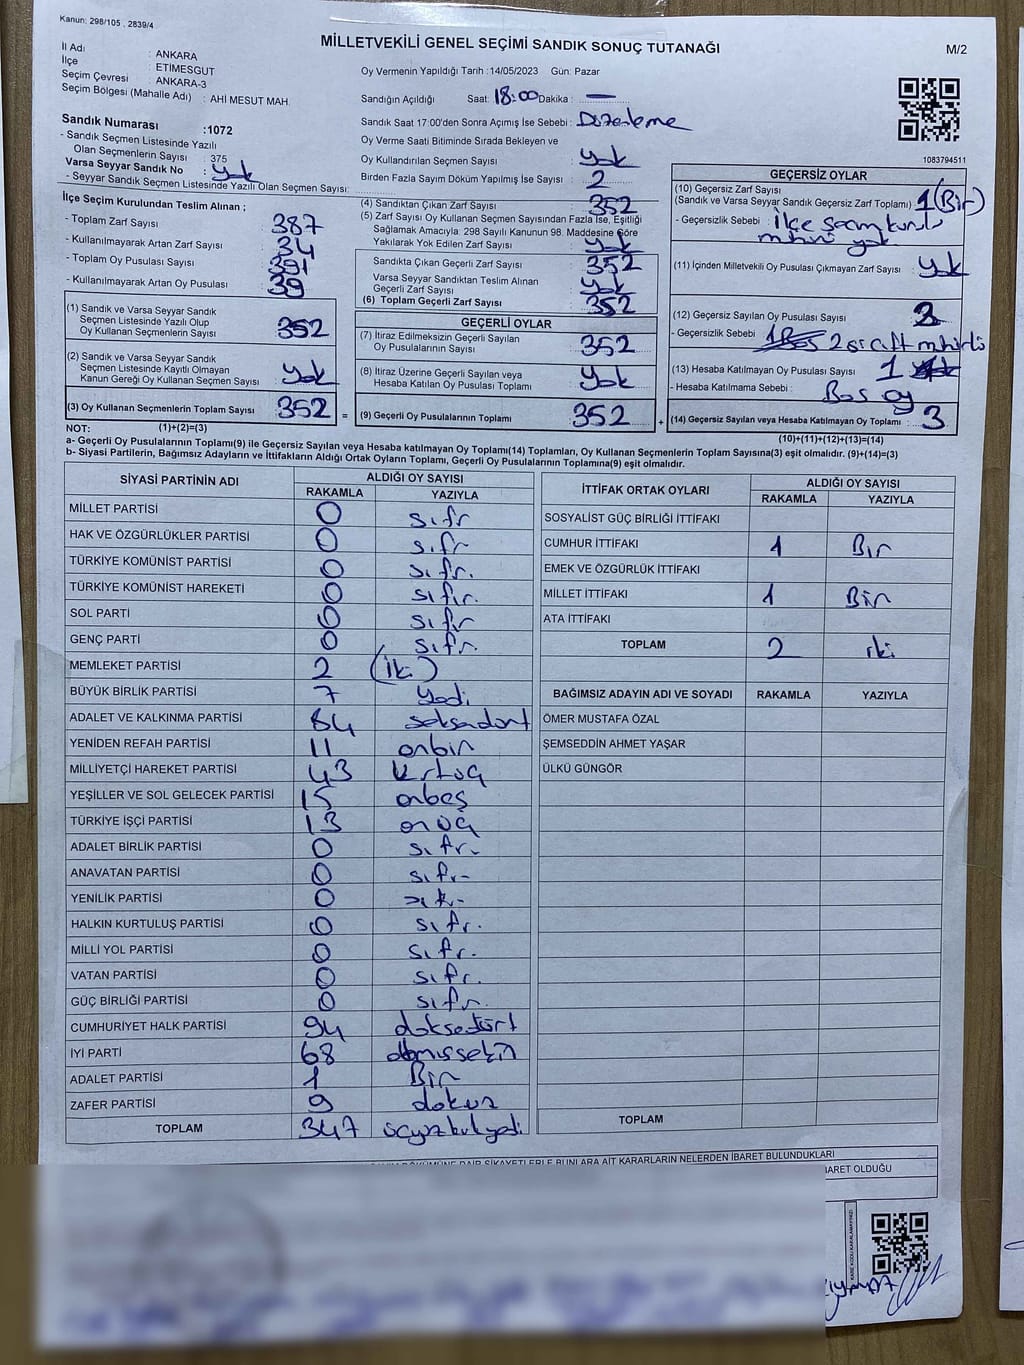 Kanun: 298/105 , 2839/4
MİLLETVEKİLİ GENEL SEÇİMİ SANDIK SONUÇ TUTANAĞI
M/2
İl Adı : ANKARA
İlçe : ETİMESGUT
Seçim Çevresi : ANKARA-3
Seçim Bölgesi (Mahalle Adı) : AHİ MESUT MAH.
Sandık Numarası :1072
- Sandık Seçmen Listesinde Yazılı
Olan Seçmenlerin Sayısı : 375
Varsa Seyyar Sandık No : yok
- Seyyar Sandık Seçmen Listesinde Yazılı Olan Seçmen Sayısı:
Oy Vermenin Yapıldığı Tarih :14/05/2023 Gün: Pazar
Sandığın Açıldığı Saat: 18:00 Dakika : —
Sandık Saat 17:00'den Sonra Açımış İse Sebebi : Düzenleme
Oy Verme Saati Bitiminde Sırada Bekleyen ve
Oy Kullandırılan Seçmen Sayısı : yok
Birden Fazla Sayım Döküm Yapılmış İse Sayısı : 2
1083794511
İlçe Seçim Kurulundan Teslim Alınan ;
- Toplam Zarf Sayısı : 387
- Kullanılmayarak Artan Zarf Sayısı : 34
- Toplam Oy Pusulası Sayısı : 391
- Kullanılmayarak Artan Oy Pusulası : 39
(1) Sandık ve Varsa Seyyar Sandık
Seçmen Listesinde Yazılı Olup
Oy Kullanan Seçmenlerin Sayısı : 352
(2) Sandık ve Varsa Seyyar Sandık
Seçmen Listesinde Kayıtlı Olmayan
Kanun Gereği Oy Kullanan Seçmen Sayısı : yok
(3) Oy Kullanan Seçmenlerin Toplam Sayısı : 352 =
(1)+(2)=(3)
(4) Sandıktan Çıkan Zarf Sayısı : 352
(5) Zarf Sayısı Oy Kullanan Seçmen Sayısından Fazla İse, Eşitliği
Sağlamak Amacıyla 298 Sayılı Kanunun 98. Maddesine Göre
Yakılarak Yok Edilen Zarf Sayısı : yok
Sandıkta Çıkan Geçerli Zarf Sayısı : 352
Varsa Seyyar Sandıktan Teslim Alınan
Geçerli Zarf Sayısı : yok
(6) Toplam Geçerli Zarf Sayısı : 352
GEÇERLİ OYLAR
(7) İtiraz Edilmeksizin Geçerli Sayılan
Oy Pusulalarının Sayısı : 352
(8) İtiraz Üzerine Geçerli Sayılan veya
Hesaba Katılan Oy Pusulası Toplamı : yok
(9) Geçerli Oy Pusulalarının Toplamı : 352 +
GEÇERSİZ OYLAR
(10) Geçersiz Zarf Sayısı
(Sandık ve Varsa Seyyar Sandık Geçersiz Zarf Toplamı) : 1 (Bir)
- Geçersizlik Sebebi : İlçe seçim kurulu
mührü yok
(11) İçinden Milletvekili Oy Pusulası Çıkmayan Zarf Sayısı : yok
(12) Geçersiz Sayılan Oy Pusulası Sayısı :
- Geçersizlik Sebebi : 2si çift mühürlü
(13) Hesaba Katılmayan Oy Pusulası Sayısı : 1
- Hesaba Katılmama Sebebi : Boş oy
(14) Geçersiz Sayılan veya Hesaba Katılmayan Oy Toplamı : 3
(10)+(11)+(12)+(13)=(14)
NOT:
a- Geçerli Oy Pusulalarının Toplamı(9) ile Geçersiz Sayılan veya Hesaba katılmayan Oy Toplamı(14) Toplamları, Oy Kullanan Seçmenlerin Toplam Sayısına(3) eşit olmalıdır. (9)+(14)=(3)
b- Siyasi Partilerin, Bağımsız Adayların ve İttifakların Aldığı Ortak Oyların Toplamı, Geçerli Oy Pusulalarının Toplamına(9) eşit olmalıdır.
SİYASİ PARTİNİN ADI ALDIĞI OY SAYISI
RAKAMLA YAZIYLA
MİLLET PARTİSİ 0 sıfr
HAK VE ÖZGÜRLÜKLER PARTİSİ 0 sıfr
TÜRKİYE KOMÜNİST PARTİSİ 0 sıfr.
TÜRKİYE KOMÜNİST HAREKETİ 0 sıfır.
SOL PARTİ 0 sıfr
GENÇ PARTİ 0 sıfr.
MEMLEKET PARTİSİ 2 (iki)
BÜYÜK BİRLİK PARTİSİ 7 yedi
ADALET VE KALKINMA PARTİSİ 84 seksendört
YENİDEN REFAH PARTİSİ 11 onbir
MİLLİYETÇİ HAREKET PARTİSİ 43 kırtüç
YEŞİLLER VE SOL GELECEK PARTİSİ 15 onbeş
TÜRKİYE İŞÇİ PARTİSİ 13 onüç
ADALET BİRLİK PARTİSİ 0 sıfr.
ANAVATAN PARTİSİ 0 sıfr.
YENİLİK PARTİSİ 0 sıfr.
HALKIN KURTULUŞ PARTİSİ 0 sıfr.
MİLLİ YOL PARTİSİ 0 sıfr.
VATAN PARTİSİ 0 sıfr.
GÜÇ BİRLİĞİ PARTİSİ 0 sıfr.
CUMHURİYET HALK PARTİSİ 94 doksadört
İYİ PARTİ 68 altmışsekiz
ADALET PARTİSİ 1 Bir
ZAFER PARTİSİ 9 dokuz
TOPLAM 347
İTTİFAK ORTAK OYLARI ALDIĞI OY SAYISI
RAKAMLA YAZIYLA
SOSYALİST GÜÇ BİRLİĞİ İTTİFAKI
CUMHUR İTTİFAKI 1 Bir
EMEK VE ÖZGÜRLÜK İTTİFAKI
MİLLET İTTİFAKI 1 Bir
ATA İTTİFAKI
TOPLAM 2 iki
BAĞIMSIZ ADAYIN ADI VE SOYADI RAKAMLA YAZIYLA
ÖMER MUSTAFA ÖZAL
ŞEMSEDDİN AHMET YAŞAR
ÜLKÜ GÜNGÖR
TOPLAM
DAİR ŞİKAYETLERLE BUNLARA AİT KARARLARIN NELERDEN İBARET BULUNDUKLARI
İBARET OLDUĞU
KARE KODU KARALAMAYINIZ!